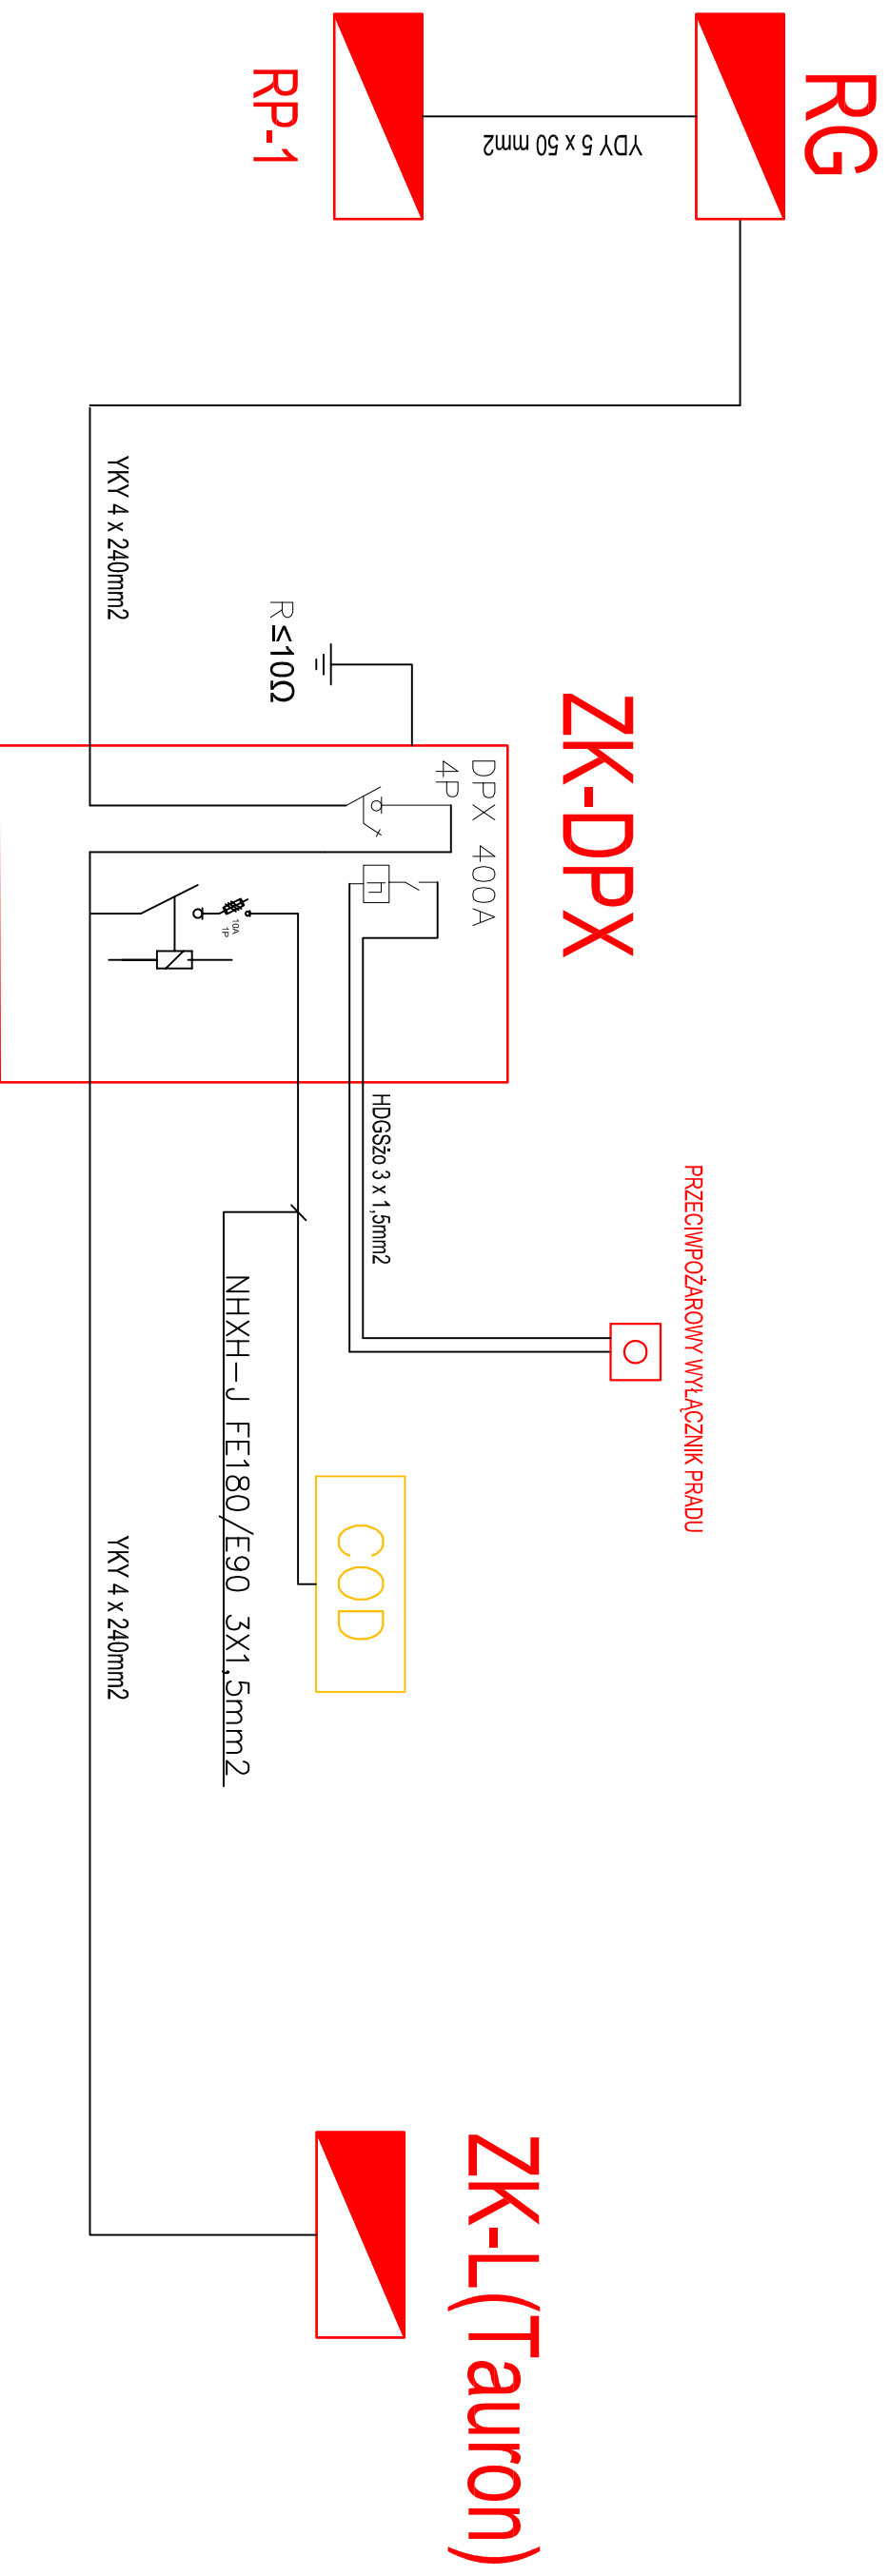 RG
RP-1
YDY 5 x 50 mm2
YKY 4 x 240mm2
R≤10Ω
ZK-DPX
DPX 400A
4P
10A
1P
HDGSżo 3 x 1,5mm2
PRZECIWPOŻAROWY WYŁĄCZNIK PRADU
NHXH-J FE180/E90 3X1,5mm2
COD
YKY 4 x 240mm2
ZK-L(Tauron)